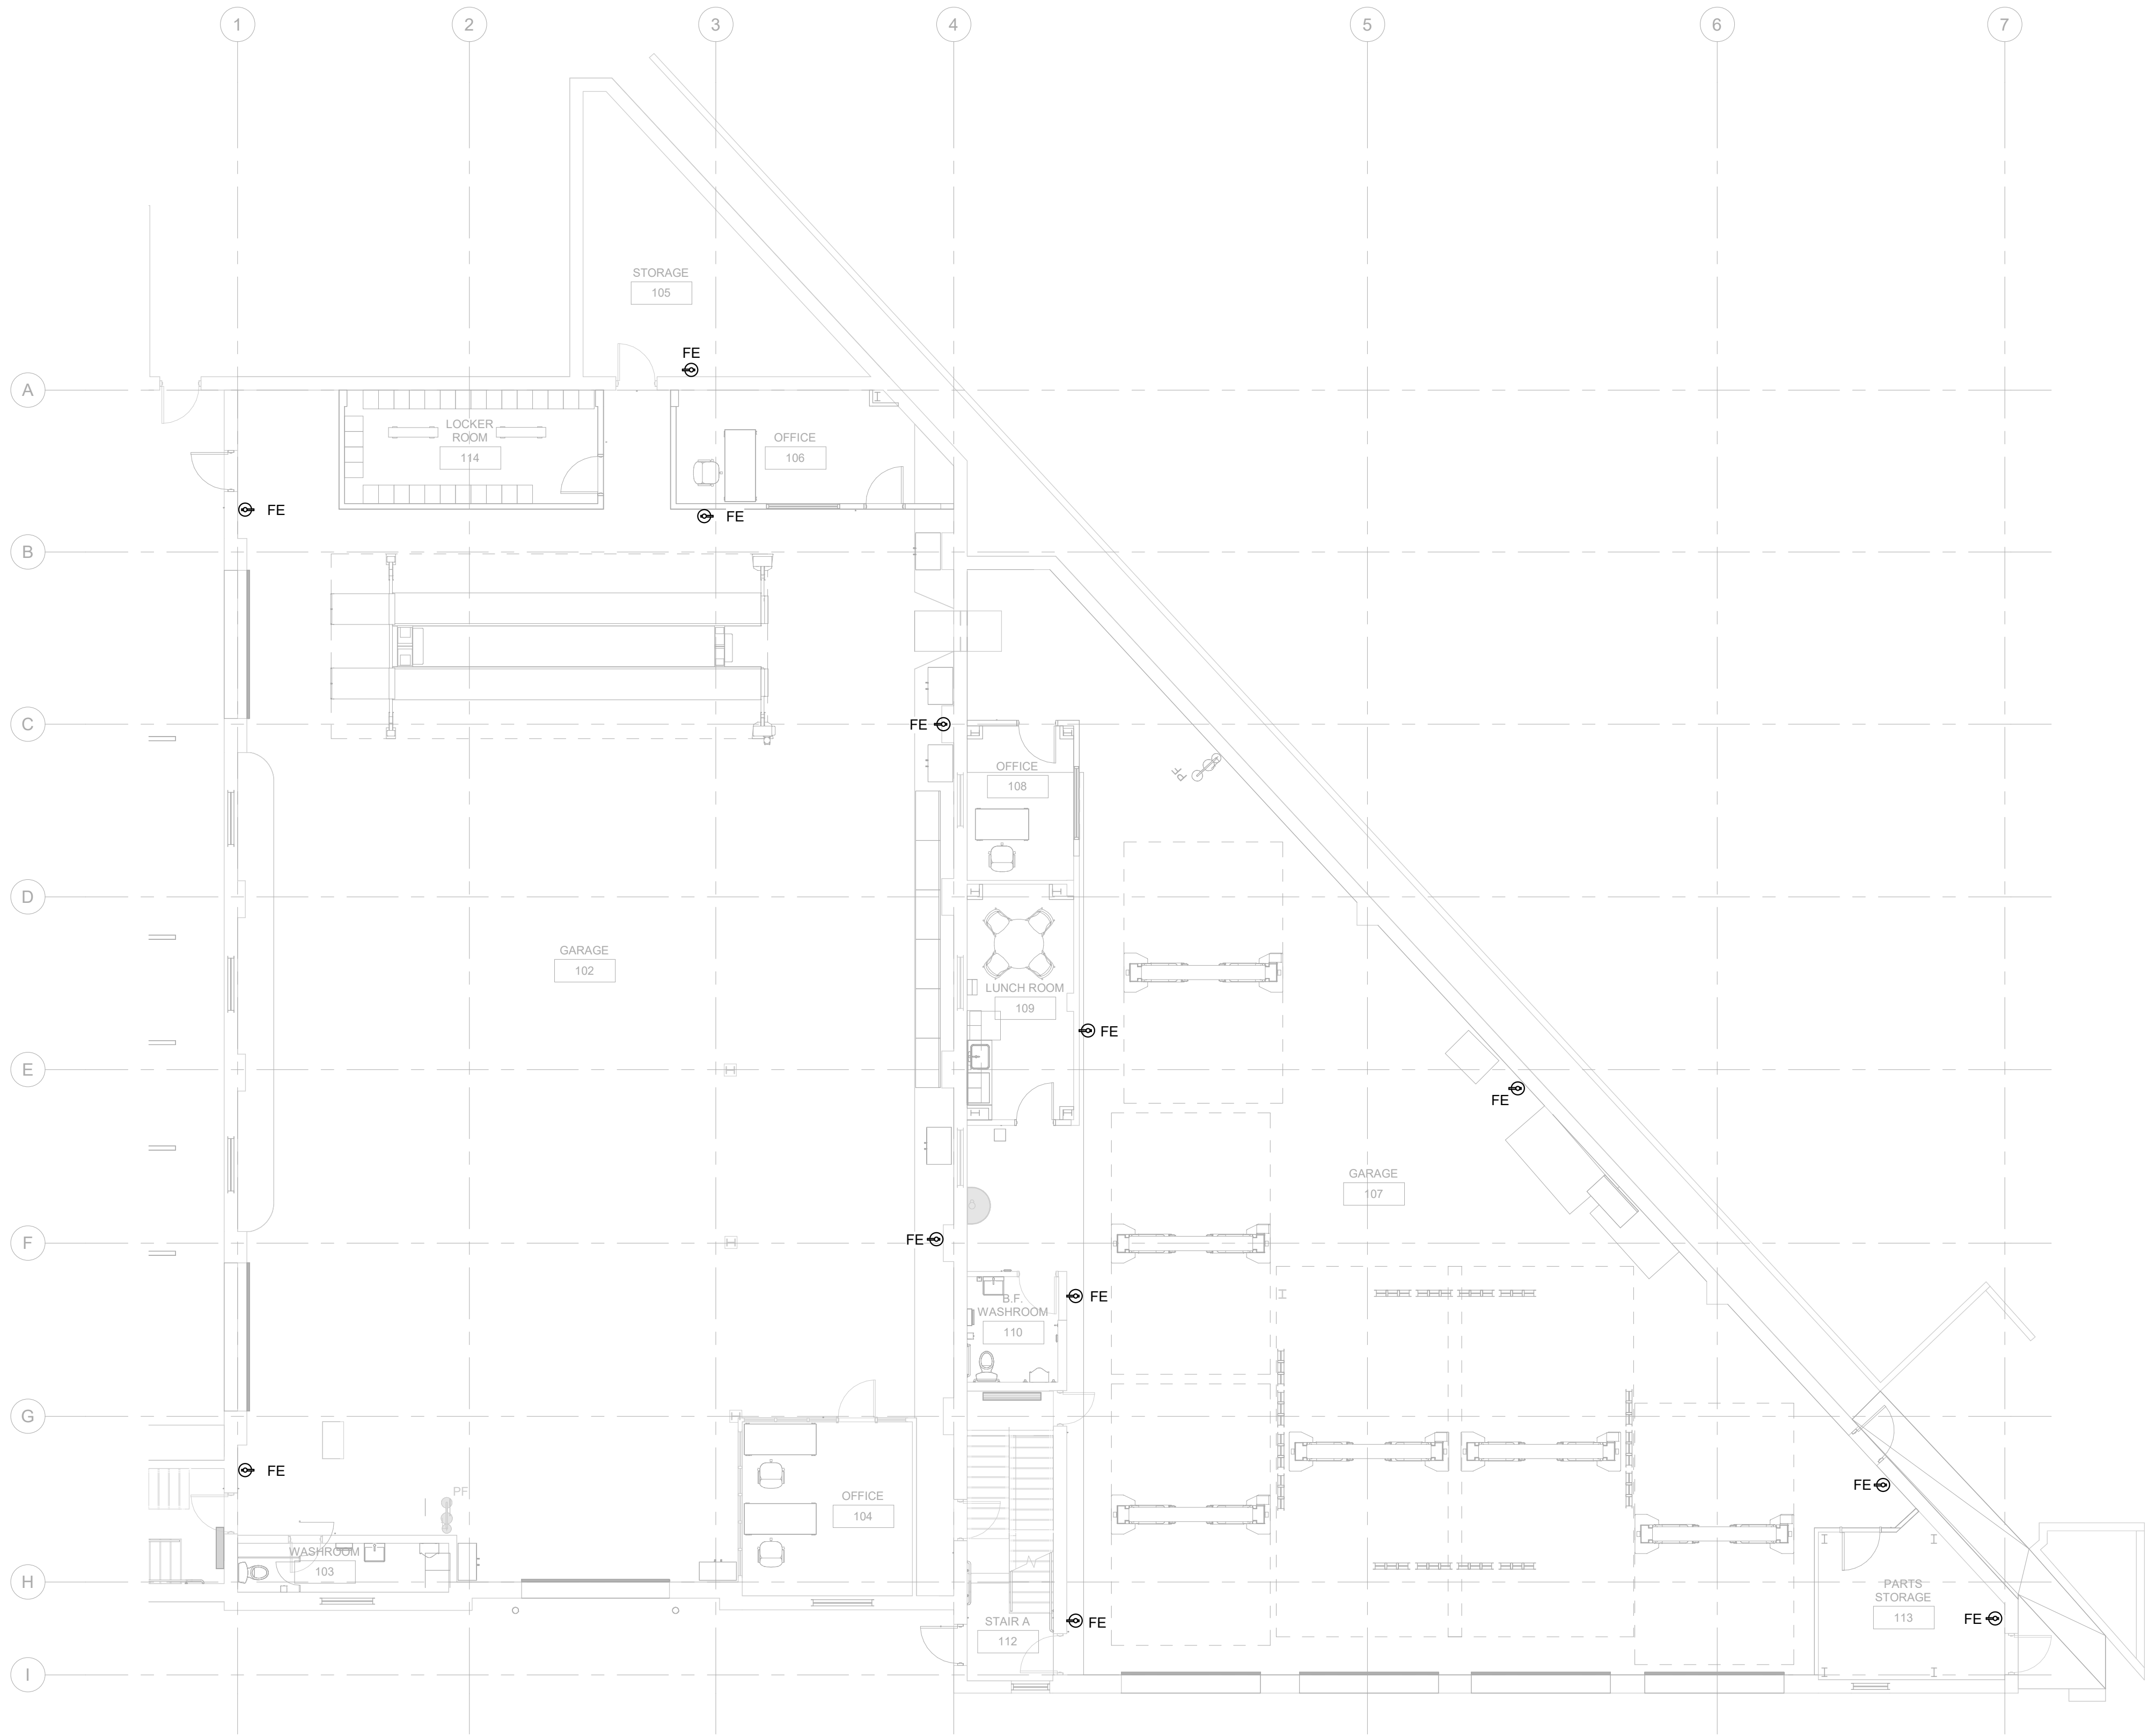 1
2
3
4
5
6
7
STORAGE
105
FE
A
LOCKER
ROOM
114
OFFICE
106
FE
FE
B
C
FE
OFFICE
108
PF
D
GARAGE
102
LUNCH ROOM
109
FE
E
FE
GARAGE
107
F
FE
FE
B.F.
WASHROOM
110
G
FE
FE
PF
OFFICE
104
WASHROOM
103
H
PARTS
STORAGE
113
FE
STAIR A
112
FE
I